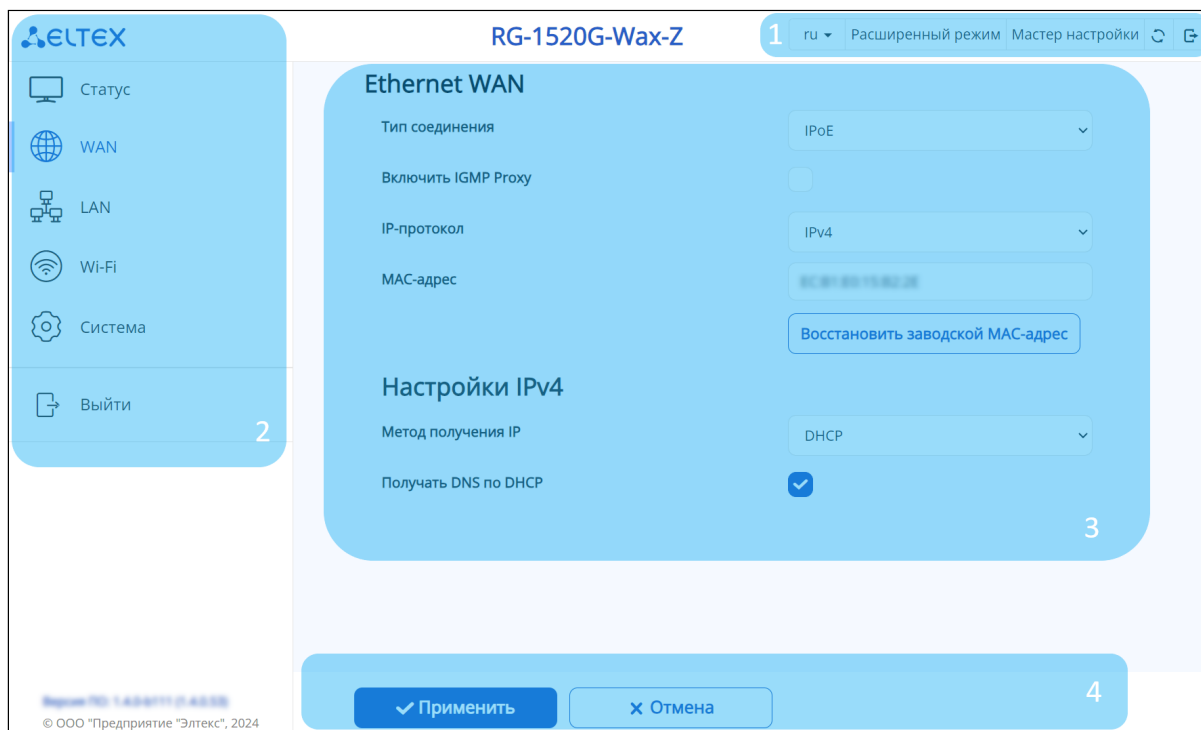 ELTEX
RG-1520G-Wax-Z
1
ru
Расширенный режим
Мастер настройки
Статус
WAN
LAN
Wi-Fi
Система
Выйти
2
Ethernet WAN
Тип соединения
IPoE
Включить IGMP Proxy
IP-протокол
IPv4
MAC-адрес
Восстановить заводской MAC-адрес
Настройки IPv4
Метод получения IP
DHCP
Получать DNS по DHCP
3
Применить
Отмена
4
© ООО "Предприятие "Элтекс", 2024